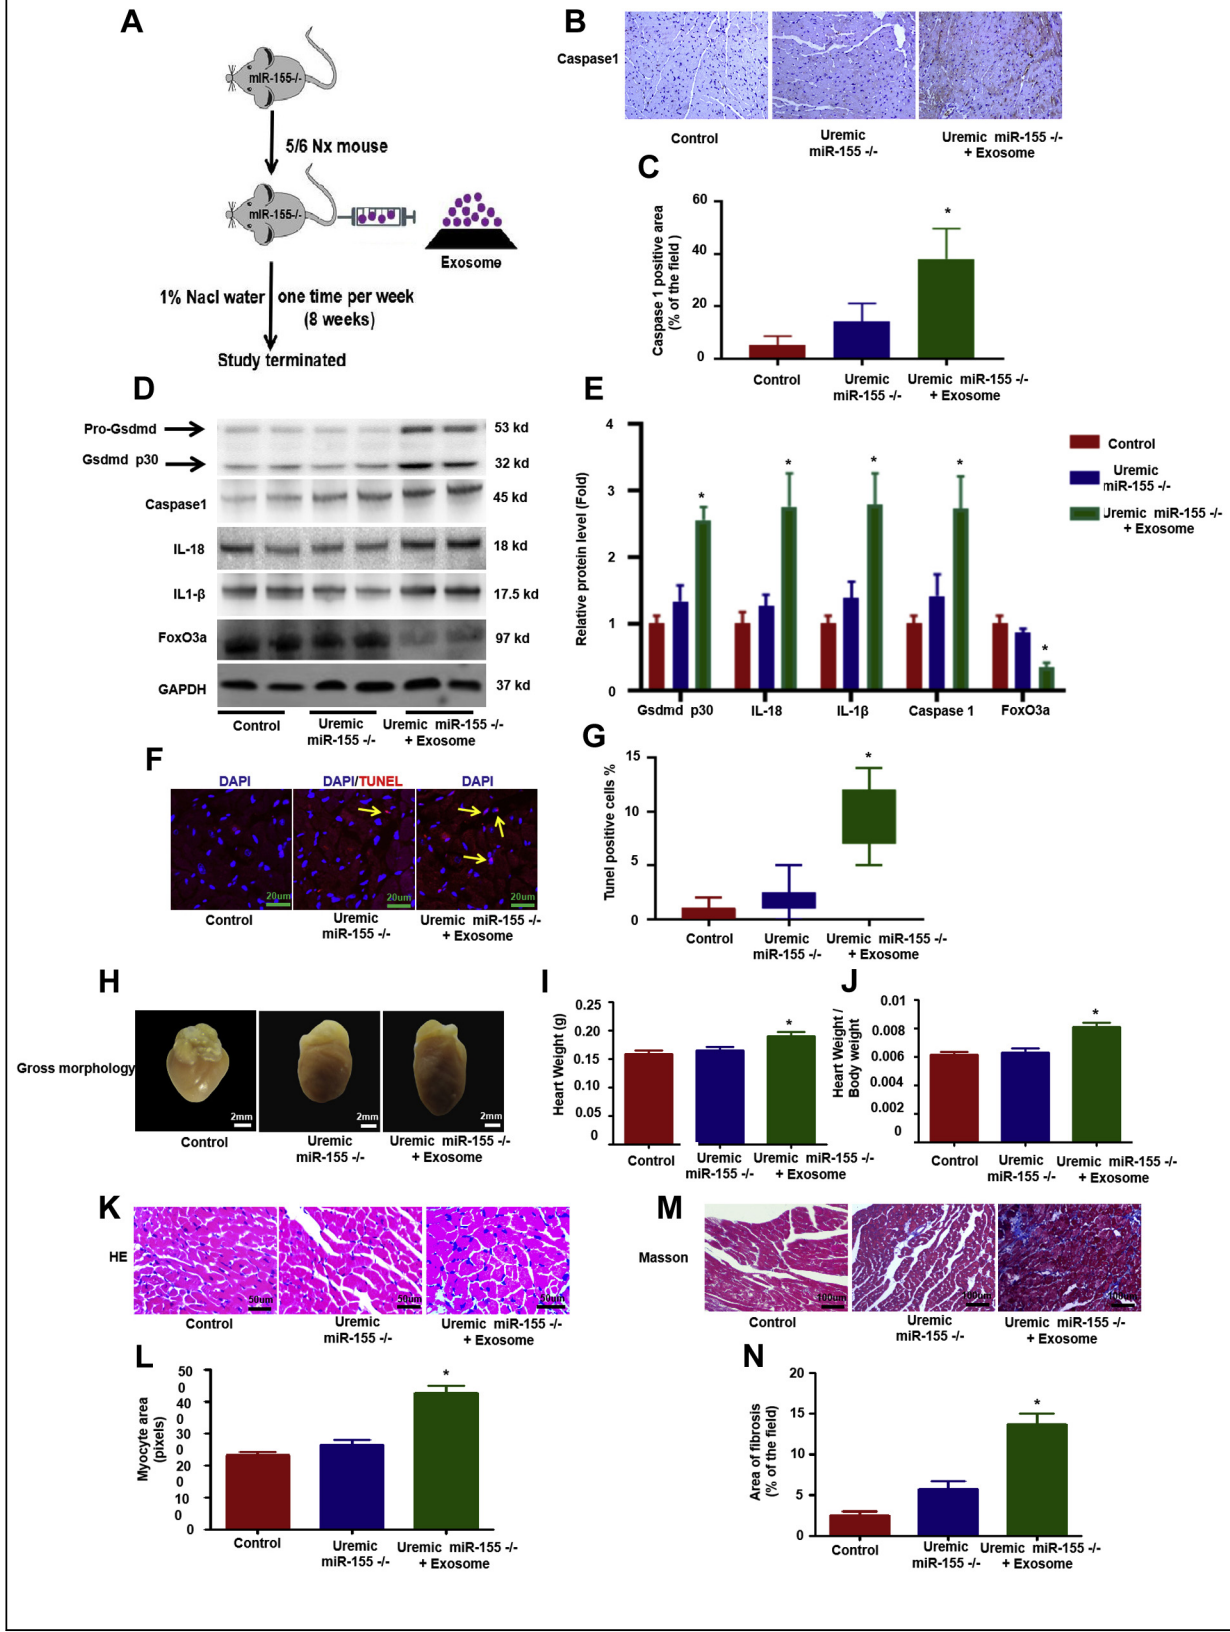 A
mIR-155-/-
5/6 Nx mouse
mIR-155-/-
Exosome
1% Nacl water
one time per week
(8 weeks)
Study terminated
B
Caspase1
Control
Uremic
miR-155 -/-
Uremic miR-155 -/-
+ Exosome
C
Caspase 1 positive area
(% of the field )
60
40
20
0
*
Control
Uremic
miR-155 -/-
Uremic miR-155 -/-
+ Exosome
D
Pro-Gsdmd
53 kd
Gsdmd p30
32 kd
Caspase1
45 kd
IL-18
18 kd
IL1-β
17.5 kd
FoxO3a
97 kd
GAPDH
37 kd
Control
Uremic
miR-155 -/-
Uremic miR-155 -/-
+ Exosome
E
Relative protein level (Fold)
4
3
2
1
0
*
*
*
*
*
Gsdmd p30
IL-18
IL-1β
Caspase 1
FoxO3a
Control
Uremic
miR-155 -/-
Uremic miR-155 -/-
+ Exosome
F
DAPI
DAPI/TUNEL
DAPI
20um
20um
20um
Control
Uremic
miR-155 -/-
Uremic miR-155 -/-
+ Exosome
G
Tunel positive cells %
15
10
5
0
*
Control
Uremic
miR-155 -/-
Uremic miR-155 -/-
+ Exosome
H
Gross morphology
2mm
2mm
2mm
Control
Uremic
miR-155 -/-
Uremic miR-155 -/-
+ Exosome
I
Heart Weight (g)
0.25
0.20
0.15
0.10
0.05
0
*
Control
Uremic
miR-155 -/-
Uremic miR-155 -/-
+ Exosome
J
Heart Weight /
Body weight
0.01
0.008
0.006
0.004
0.002
0
*
Control
Uremic
miR-155 -/-
Uremic miR-155 -/-
+ Exosome
K
HE
50um
50um
50um
Control
Uremic
miR-155 -/-
Uremic miR-155 -/-
+ Exosome
L
Myocyte area
(pixels)
50
0
40
0
30
0
20
0
10
0
0
*
Control
Uremic
miR-155 -/-
Uremic miR-155 -/-
+ Exosome
M
Masson
100um
100um
100um
Control
Uremic
miR-155 -/-
Uremic miR-155 -/-
+ Exosome
N
Area of fibrosis
(% of the field)
20
15
10
5
0
*
Control
Uremic
miR-155 -/-
Uremic miR-155 -/-
+ Exosome